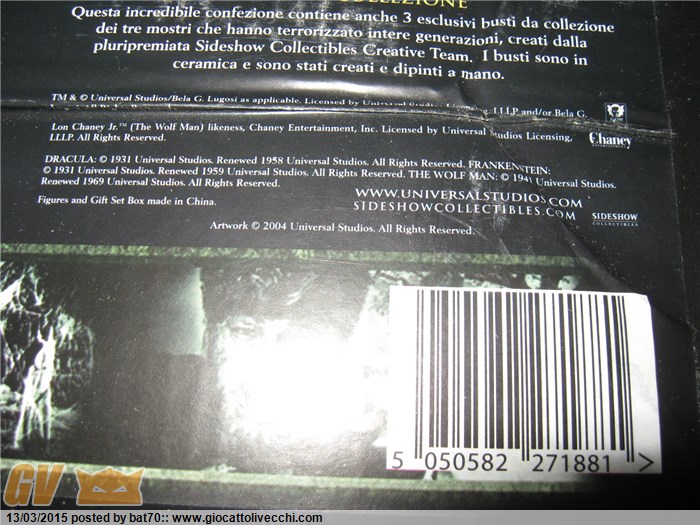 COLLEZIONE
Questa incredibile confezione contiene anche 3 esclusivi busti da collezione
dei tre mostri che hanno terrorizzato intere generazioni, creati dalla
pluripremiata Sideshow Collectibles Creative Team. I busti sono in
ceramica e sono stati creati e dipinti a mano.
TM & © Universal Studios/Bela G. Lugosi as applicable. Licensed by Universal Studios Licensing, LLLP and/or Bela G.
Lon Chaney Jr.™ (The Wolf Man) likeness, Chaney Entertainment, Inc. Licensed by Universal Studios Licensing,
LLLP. All Rights Reserved.
Chaney
ENTERTAINMENT
DRACULA: © 1931 Universal Studios. Renewed 1958 Universal Studios. All Rights Reserved. FRANKENSTEIN:
© 1931 Universal Studios. Renewed 1959 Universal Studios. All Rights Reserved. THE WOLF MAN: © 1941 Universal Studios.
Renewed 1969 Universal Studios. All Rights Reserved.
WWW.UNIVERSALSTUDIOS.COM
Figures and Gift Set Box made in China.
SIDESHOWCOLLECTIBLES.COM
SIDESHOW
COLLECTIBLES
Artwork © 2004 Universal Studios. All Rights Reserved.
5 050582 271881 >
GV
13/03/2015 posted by bat70:: www.giocattolivecchi.com